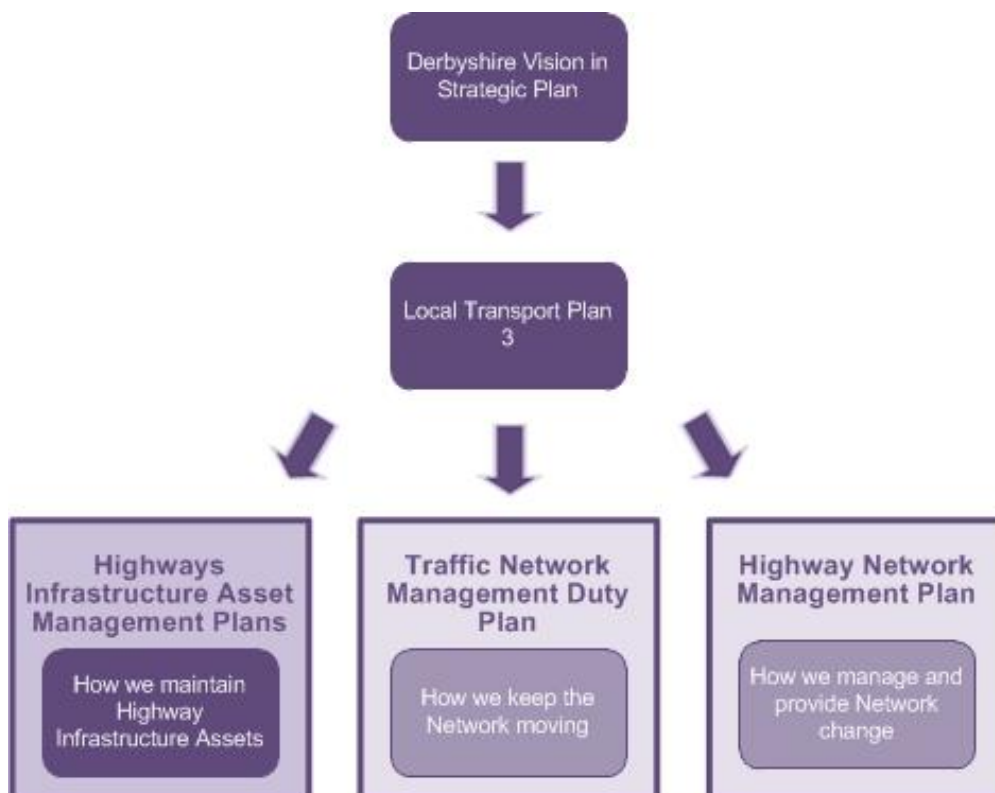 Derbyshire Vision in
Strategic Plan
Local Transport Plan
3
Highways
Infrastructure Asset
Management Plans
How we maintain
Highway
Infrastructure Assets
Traffic Network
Management Duty
Plan
How we keep the
Network moving
Highway Network
Management Plan
How we manage and
provide Network
change